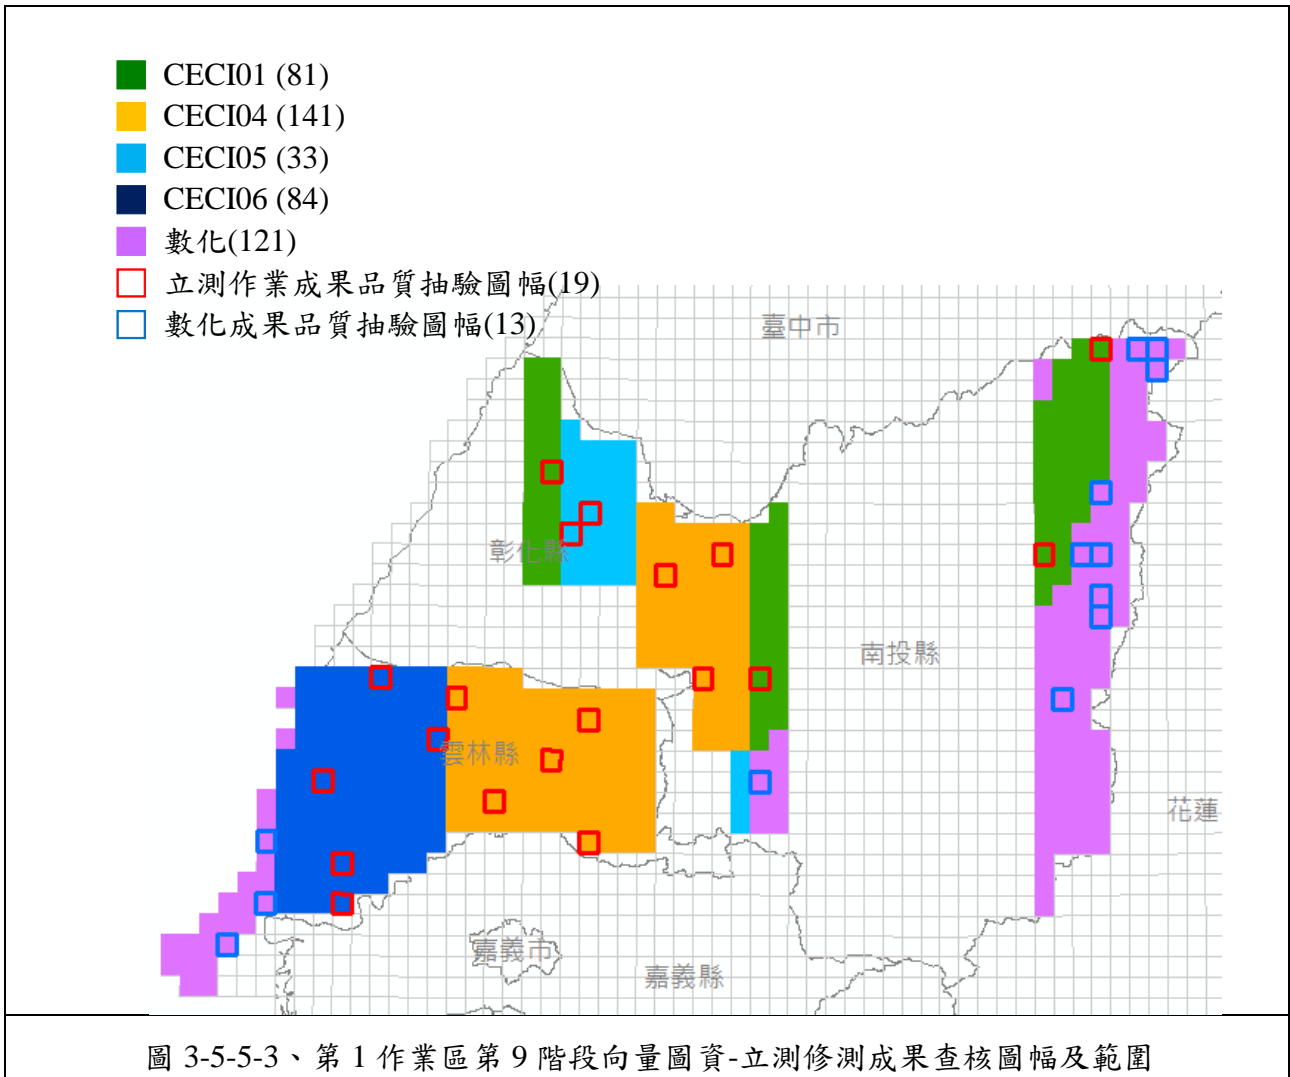 CECI01 (81)
CECI04 (141)
CECI05 (33)
CECI06 (84)
數化(121)
立測作業成果品質抽驗圖幅(19)
數化成果品質抽驗圖幅(13)
臺中市
彰化縣
南投縣
雲林縣
花蓮
嘉義市
嘉義縣
圖 3-5-5-3、第 1 作業區第 9 階段向量圖資-立測修測成果查核圖幅及範圍